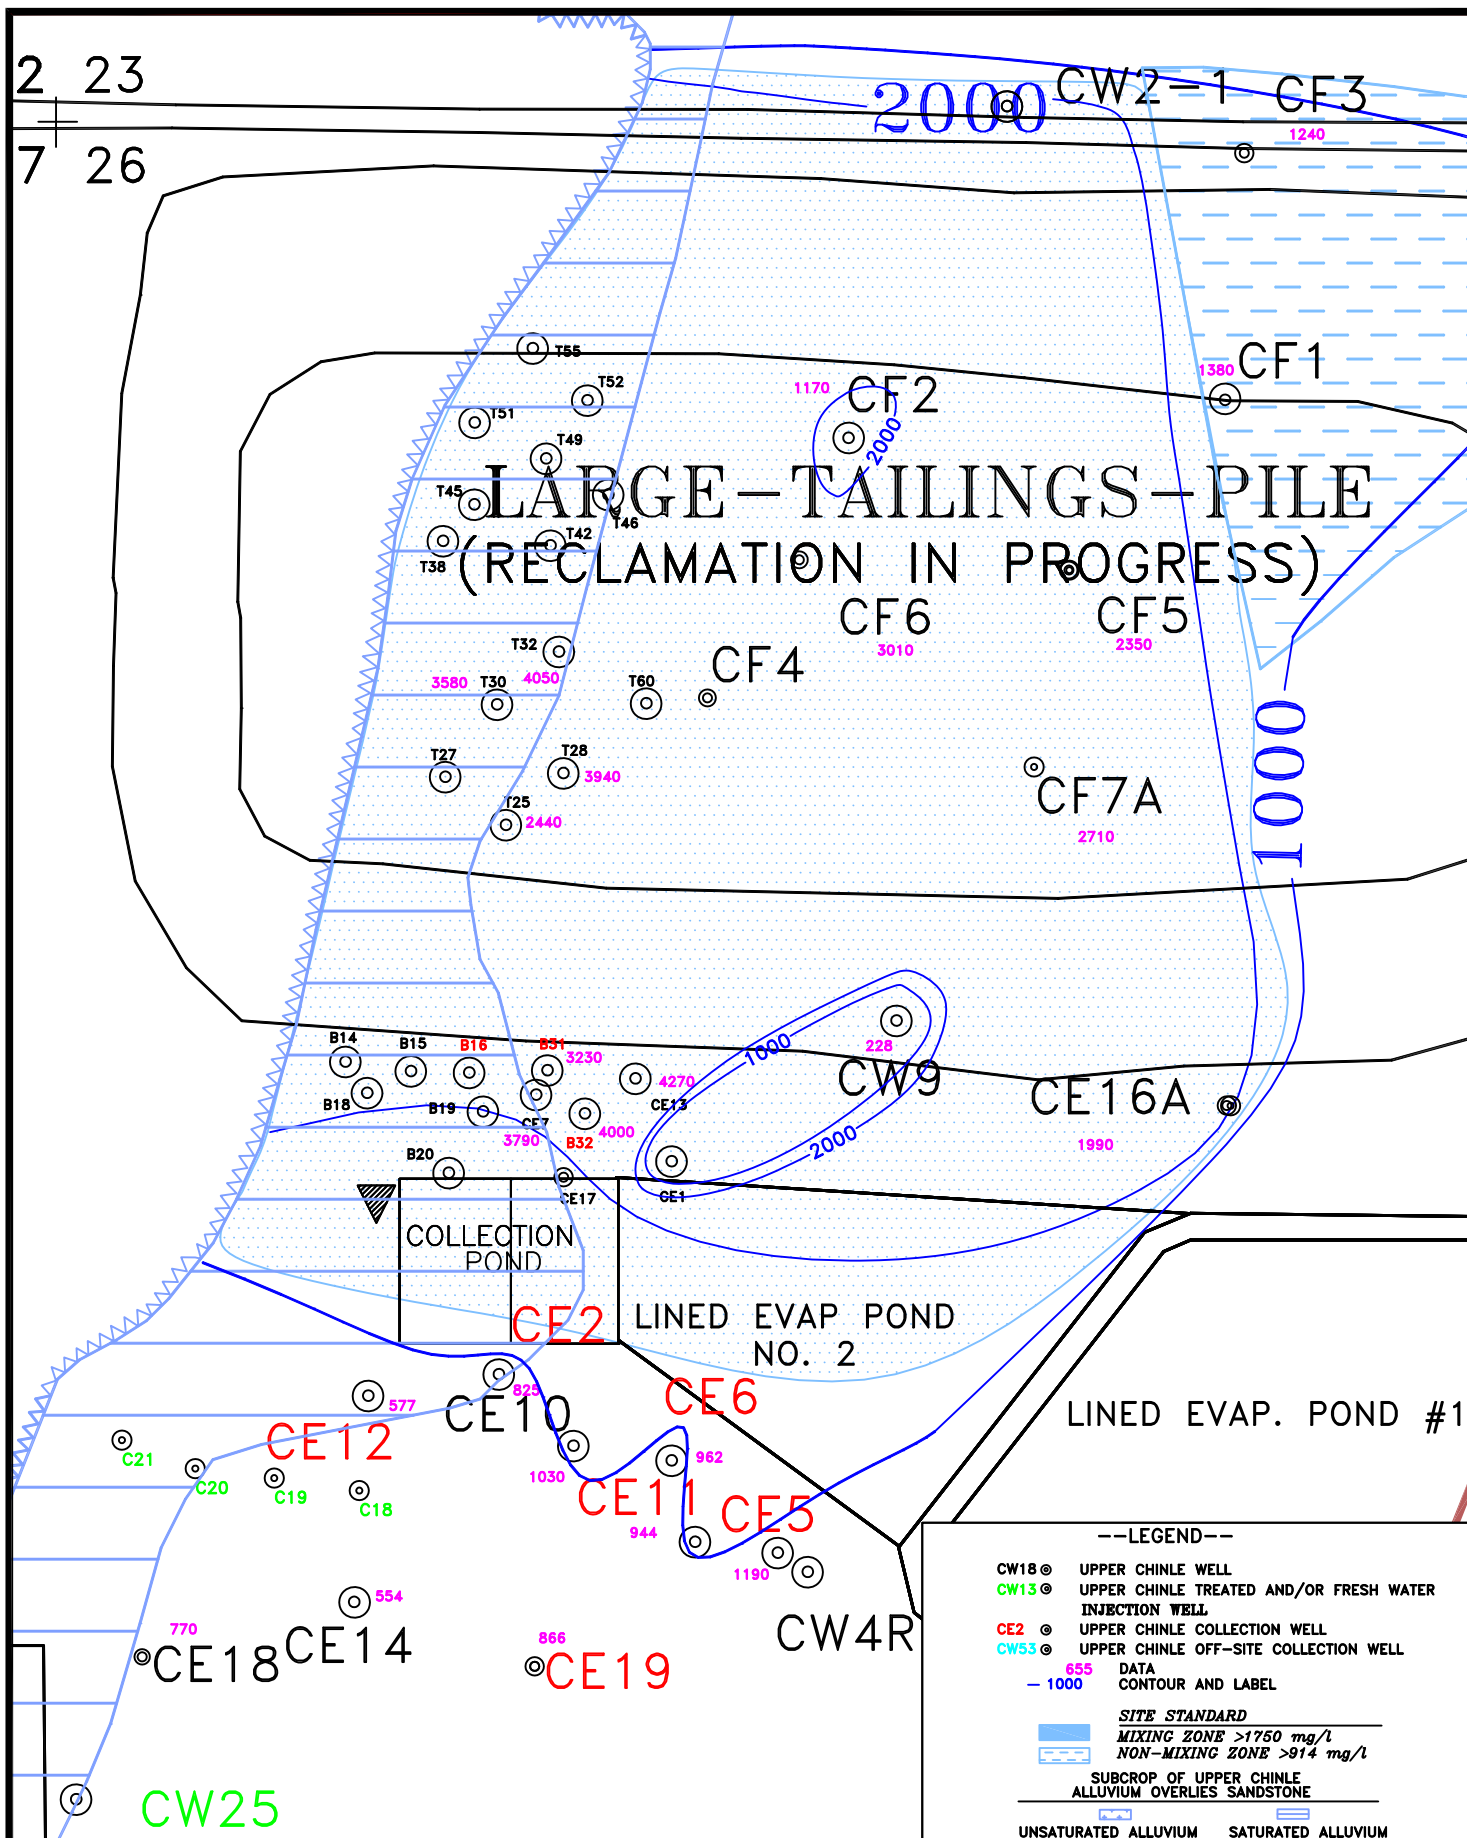 2 23
CW2-1
CF3
2000
1240
7 26
T55
1380
CF1
T52
1170
CF2
T51
2000
T49
LARGE-TAILINGS-PILE
T45
T46
T42
T38
(RECLAMATION IN PROGRESS)
CF6
CF5
3010
2350
T32
CF4
3580
T30
4050
T60
1000
T27
T28
3940
CF7A
T25
2440
2710
B14
B15
B16
B31
3230
1000
228
4270
CW9
CE16A
B18
B19
CE13
CE7
3790
B32
4000
2000
1990
B20
CE17
CE1
COLLECTION
POND
CE2
LINED EVAP POND
NO. 2
825
CE6
577
CE10
LINED EVAP. POND #1
CE12
C21
962
1030
C20
C19
C18
CE11
CE5
944
1190
554
770
CE18
CE14
866
CE19
CW4R
CW25
--LEGEND--
CW18 UPPER CHINLE WELL
CW13 UPPER CHINLE TREATED AND/OR FRESH WATER
INJECTION WELL
CE2 UPPER CHINLE COLLECTION WELL
CW53 UPPER CHINLE OFF-SITE COLLECTION WELL
655 DATA
1000 CONTOUR AND LABEL
SITE STANDARD
MIXING ZONE >1750 mg/l
NON-MIXING ZONE >914 mg/l
SUBCROP OF UPPER CHINLE
ALLUVIUM OVERLIES SANDSTONE
UNSATURATED ALLUVIUM SATURATED ALLUVIUM